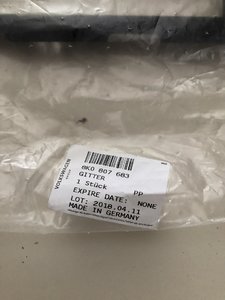 VOLKSWAGEN
8K0 807 683
GITTER
1 Stück PP
EXPIRE DATE: NONE
LOT: 2018.04.11
MADE IN GERMANY